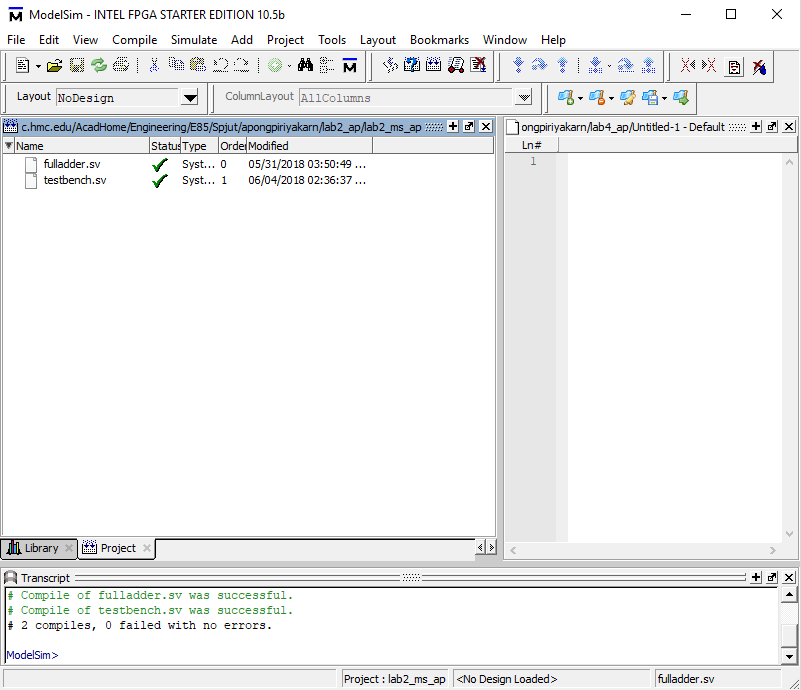 ModelSim - INTEL FPGA STARTER EDITION 10.5b
File Edit View Compile Simulate Add Project Tools Layout Bookmarks Window Help
Layout NoDesign ColumnLayout AllColumns
c.hmc.edu/AcadHome/Engineering/E85/Spjut/apongpiriyakarn/lab2_ap/lab2_ms_ap
ongpiriyakarn/lab4_ap/Untitled-1 - Default
Name Status Type Order Modified
Ln#
fulladder.sv Syst... 0 05/31/2018 03:50:49 ...
1
testbench.sv Syst... 1 06/04/2018 02:36:37 ...
Library Project
Transcript
# Compile of fulladder.sv was successful.
# Compile of testbench.sv was successful.
# 2 compiles, 0 failed with no errors.
ModelSim>
Project : lab2_ms_ap <No Design Loaded> fulladder.sv